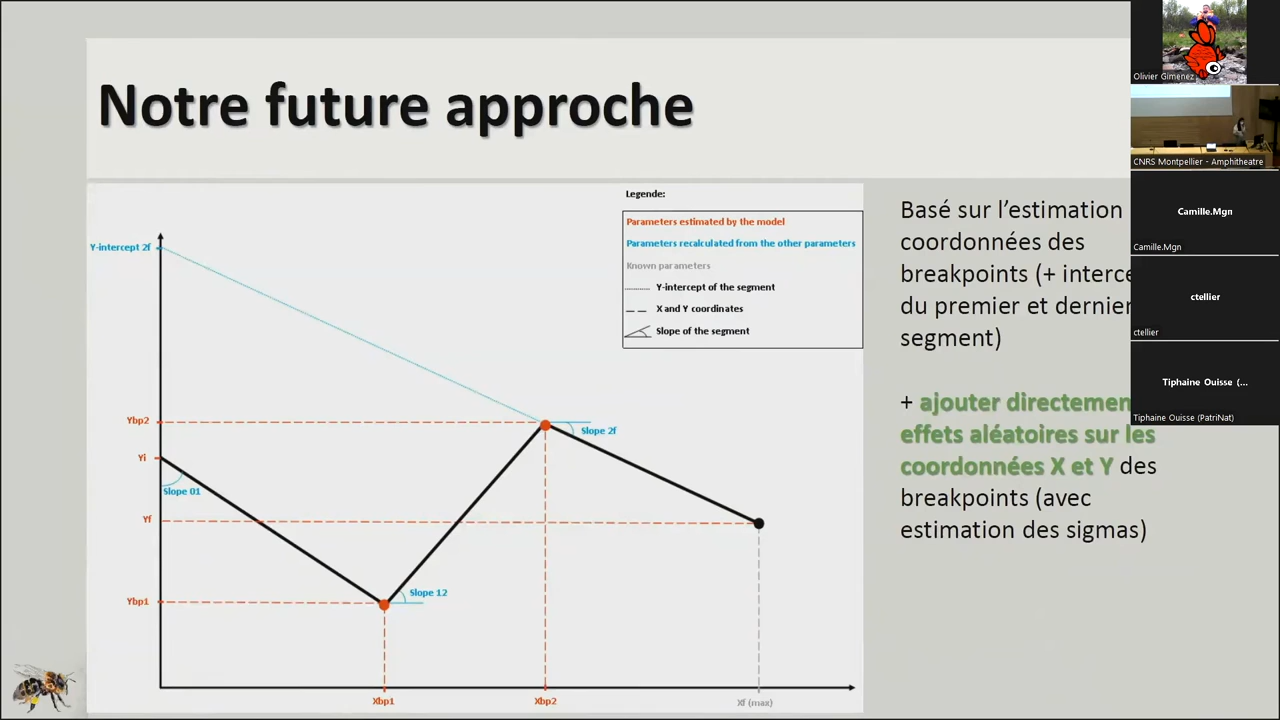 Notre future approche
Legende:
Parameters estimated by the model
Parameters recalculated from the other parameters
Known parameters
Y-intercept of the segment
X and Y coordinates
Slope of the segment
Y-intercept 2f
Ybp2
Yi
Slope 01
Yf
Ybp1
Slope 2f
Slope 12
Xbp1
Xbp2
Xf (max)
Basé sur l’estimation
coordonnées des
breakpoints (+ interce
du premier et dernier
segment)
+ ajouter directemen
effets aléatoires sur les
coordonnées X et Y des
breakpoints (avec
estimation des sigmas)
Olivier Gimenez
CNRS Montpellier - Amphitheatre
Camille.Mgn
Camille.Mgn
ctellier
ctellier
Tiphaine Ouisse (...
Tiphaine Ouisse (PatriNat)